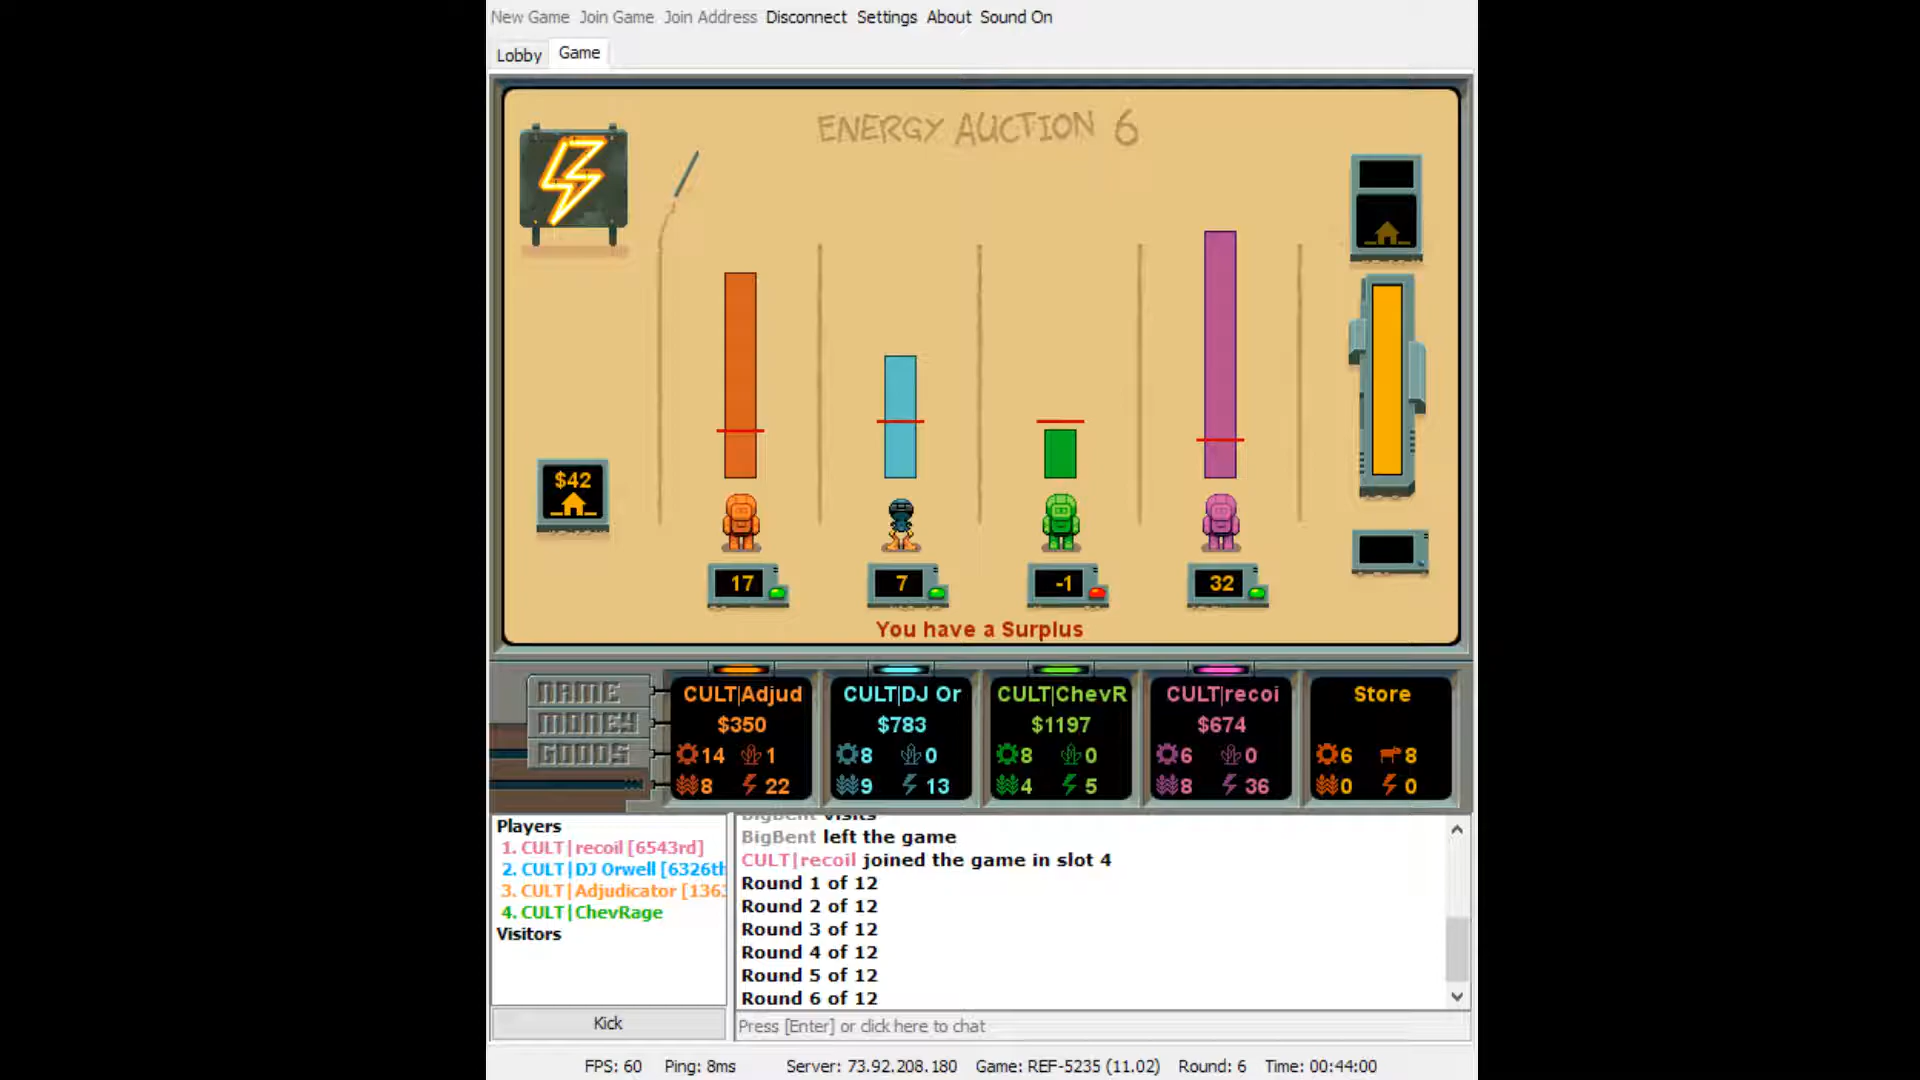 New Game Join Game Join Address Disconnect Settings About Sound On
Lobby Game
ENERGY AUCTION 6
$42
17 7 -1 32
You have a Surplus
NAME CULT|Adjud CULT|DJ Or CULT|ChevR CULT|recoi Store
MONEY $350 $783 $1197 $674
GOODS 14 1 8 0 8 0 6 0 6 8
8 22 9 13 4 5 8 36 0 0
Players
1. CULT|recoil [6543rd]
2. CULT|DJ Orwell [6326th
3. CULT|Adjudicator [136
4. CULT|ChevRage
Visitors
Kick
BigBent visits
BigBent left the game
CULT|recoil joined the game in slot 4
Round 1 of 12
Round 2 of 12
Round 3 of 12
Round 4 of 12
Round 5 of 12
Round 6 of 12
Press [Enter] or click here to chat
FPS: 60 Ping: 8ms Server: 73.92.208.180 Game: REF-5235 (11.02) Round: 6 Time: 00:44:00